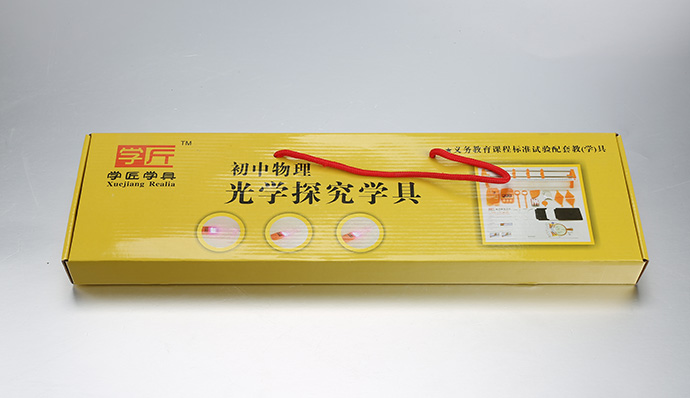 学匠
TM
学匠学具
Xuejiang Realia
初中物理
光学探究学具
★义务教育课程标准试验配套教(学)具